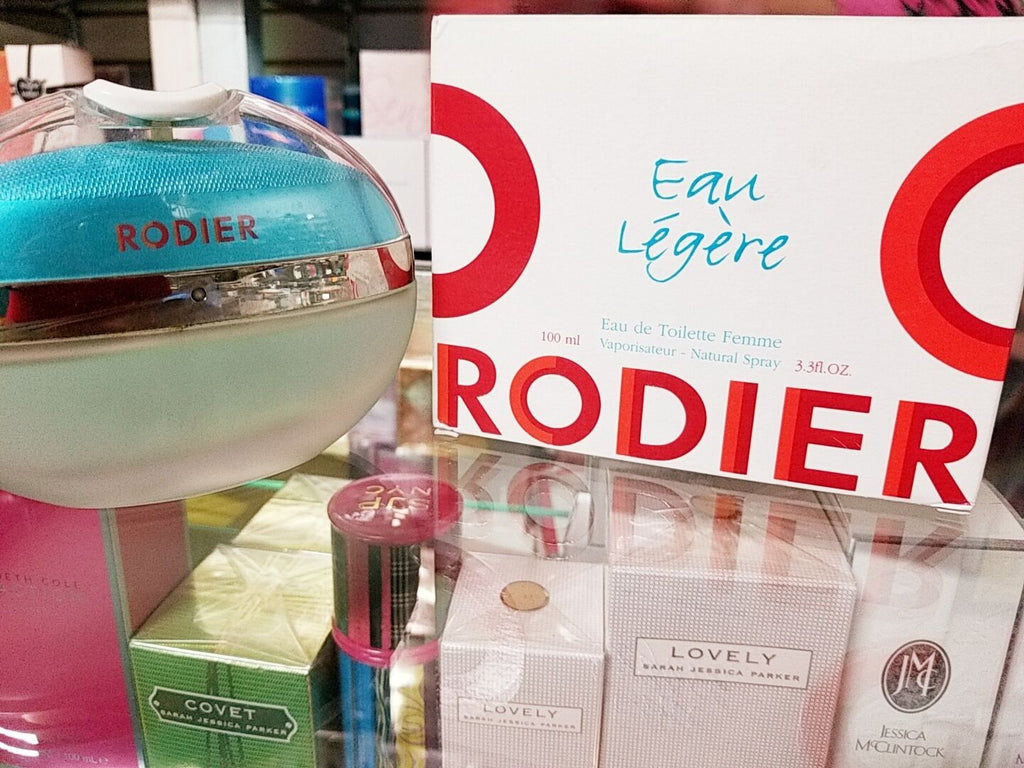 RODIER
Eau
Légère
Eau de Toilette Femme
100 ml
Vaporisateur - Natural Spray
3.3fl.OZ.
RODIER
COVET
SARAH JESSICA PARKER
LOVELY
SARAH JESSICA PARKER
LOVELY
SARAH JESSICA PARKER
JMC
JESSICA
McCLINTOCK